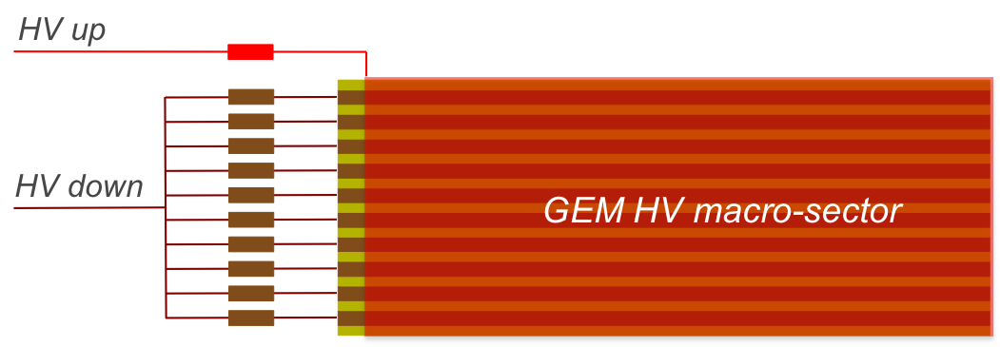 HV up
HV down
GEM HV macro-sector